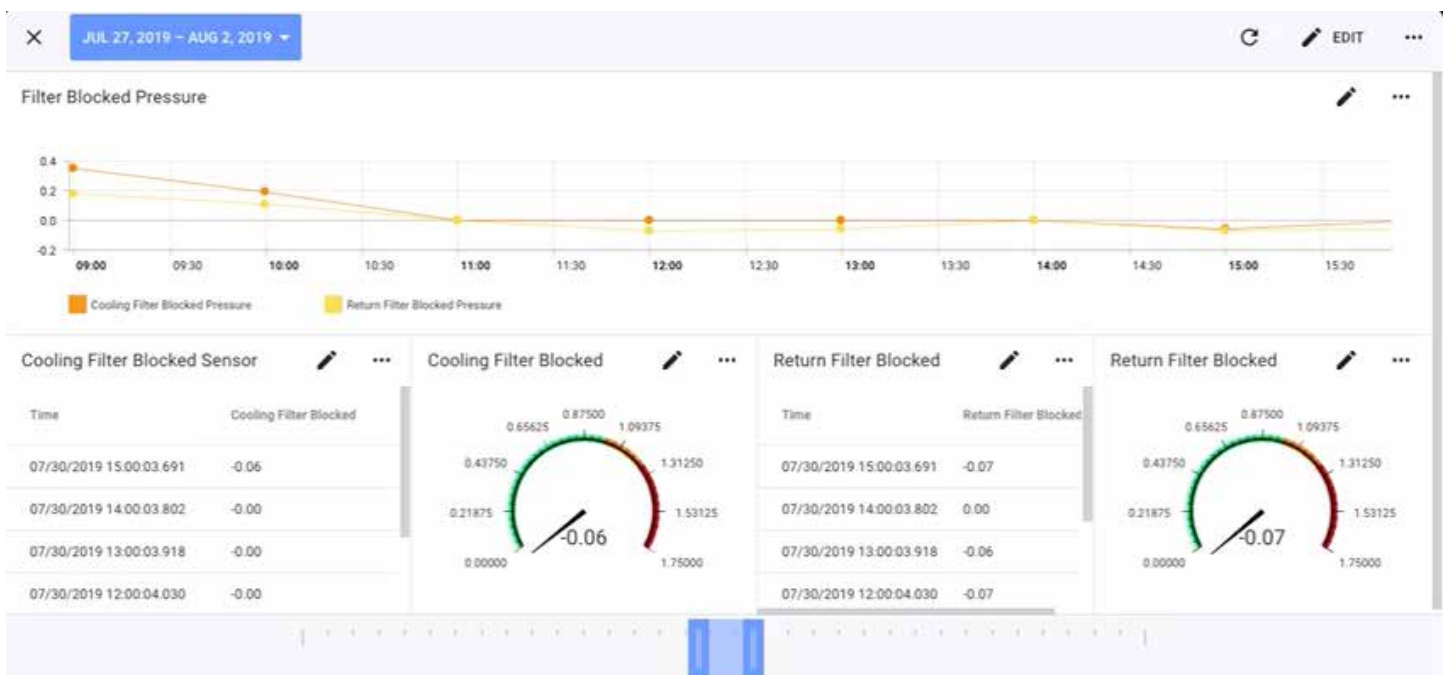 JUL 27, 2019 – AUG 2, 2019
EDIT
Filter Blocked Pressure
0.4
0.2
0.0
-0.2
09:00 09:30 10:00 10:30 11:00 11:30 12:00 12:30 13:00 13:30 14:00 14:30 15:00 15:30
Cooling Filter Blocked Pressure Return Filter Blocked Pressure
Cooling Filter Blocked Sensor
Time Cooling Filter Blocked
07/30/2019 15:00:03.691 -0.06
07/30/2019 14:00:03.802 -0.00
07/30/2019 13:00:03.918 -0.00
07/30/2019 12:00:04.030 -0.00
Cooling Filter Blocked
0.87500
0.65625 1.09375
0.43750 1.31250
0.21875 1.53125
-0.06
0.00000 1.75000
Return Filter Blocked
Time Return Filter Blocked
07/30/2019 15:00:03.691 -0.07
07/30/2019 14:00:03.802 0.00
07/30/2019 13:00:03.918 -0.06
07/30/2019 12:00:04.030 -0.07
Return Filter Blocked
0.87500
0.65625 1.09375
0.43750 1.31250
0.21875 1.53125
-0.07
0.00000 1.75000